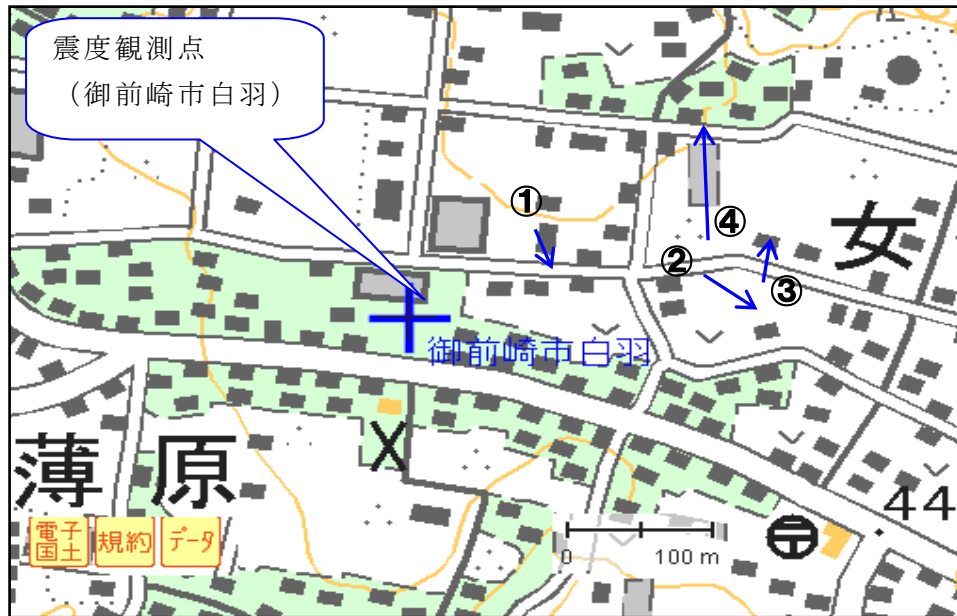 震度観測点
（御前崎市白羽）
①
④
②
③
女
御前崎市白羽
薄原
44
電子国土
規約
データ
0
100 m